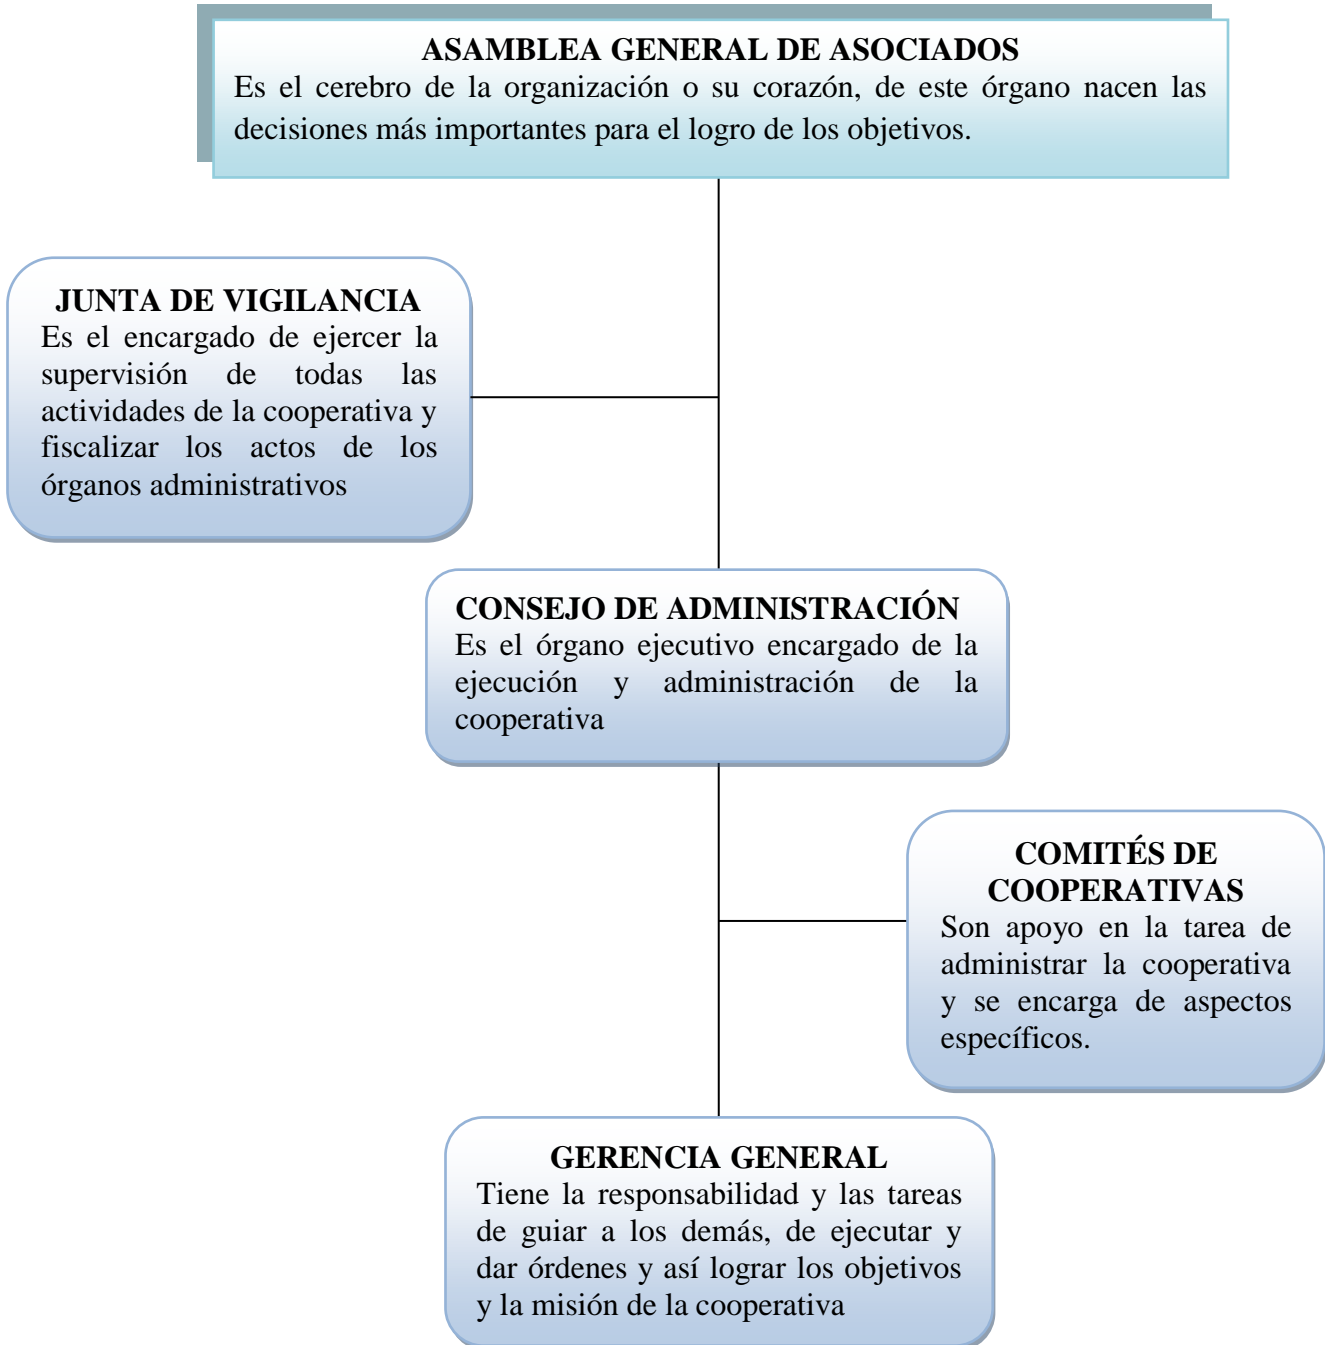 ASAMBLEA GENERAL DE ASOCIADOS
Es el cerebro de la organización o su corazón, de este órgano nacen las
decisiones más importantes para el logro de los objetivos.
JUNTA DE VIGILANCIA
Es el encargado de ejercer la
supervisión de todas las
actividades de la cooperativa y
fiscalizar los actos de los
órganos administrativos
CONSEJO DE ADMINISTRACIÓN
Es el órgano ejecutivo encargado de la
ejecución y administración de la
cooperativa
COMITÉS DE
COOPERATIVAS
Son apoyo en la tarea de
administrar la cooperativa
y se encarga de aspectos
específicos.
GERENCIA GENERAL
Tiene la responsabilidad y las tareas
de guiar a los demás, de ejecutar y
dar órdenes y así lograr los objetivos
y la misión de la cooperativa